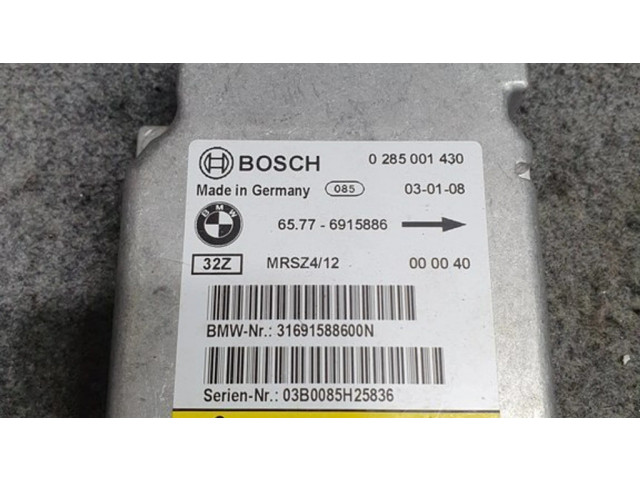 BOSCH 0 285 001 430
Made in Germany 085 03-01-08
BMW 65.77 - 6915886
32Z MRSZ4/12 00 00 40
BMW-Nr.: 31691588600N
Serien-Nr.: 03B0085H25836